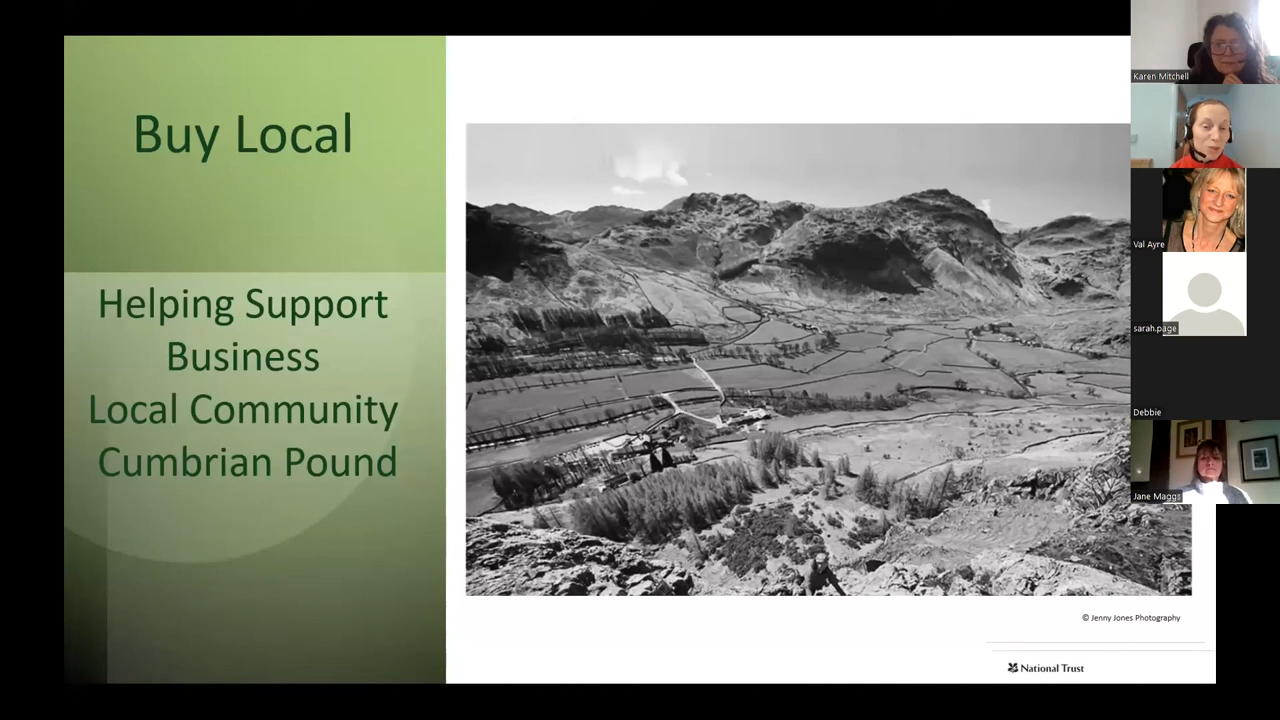 Buy Local
Helping Support
Business
Local Community
Cumbrian Pound
© Jenny Jones Photography
National Trust
Karen Mitchell
Val Ayre
sarah.page
Debbie
Jane Maggs